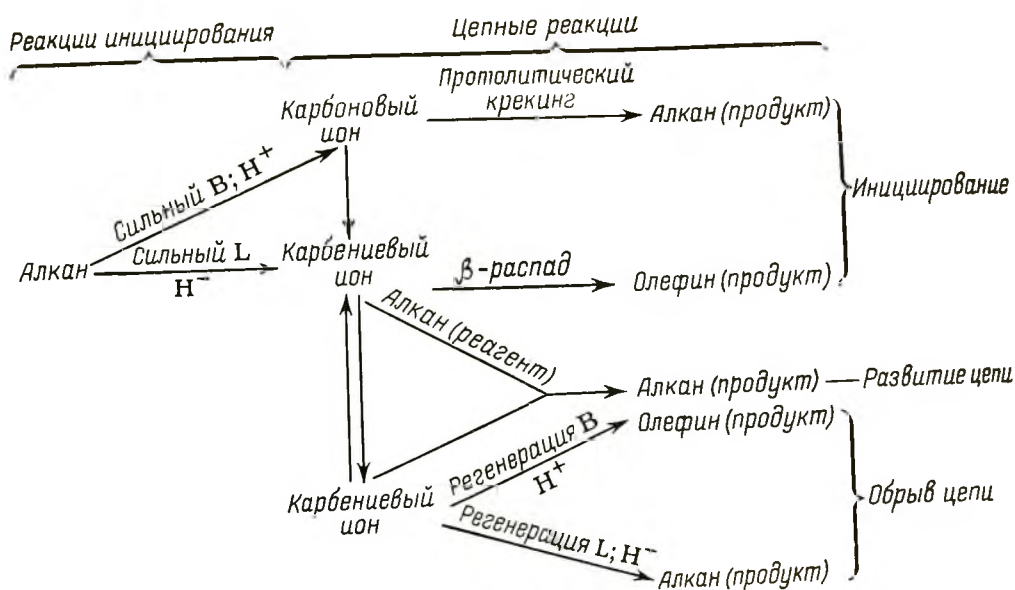 Реакции инициирования
Цепные реакции
Протолитический
крекинг
Карбоновый
ион
Алкан (продукт)
Инициирование
Сильный B; H⁺
Алкан
Сильный L
H⁻
Карбениевый
ион
β-распад
Олефин (продукт)
Алкан (реагент)
Алкан (продукт) — Развитие цепи
Олефин (продукт)
Регенерация B
H⁺
Карбениевый
ион
Обрыв цепи
Регенерация L; H⁻
Алкан (продукт)